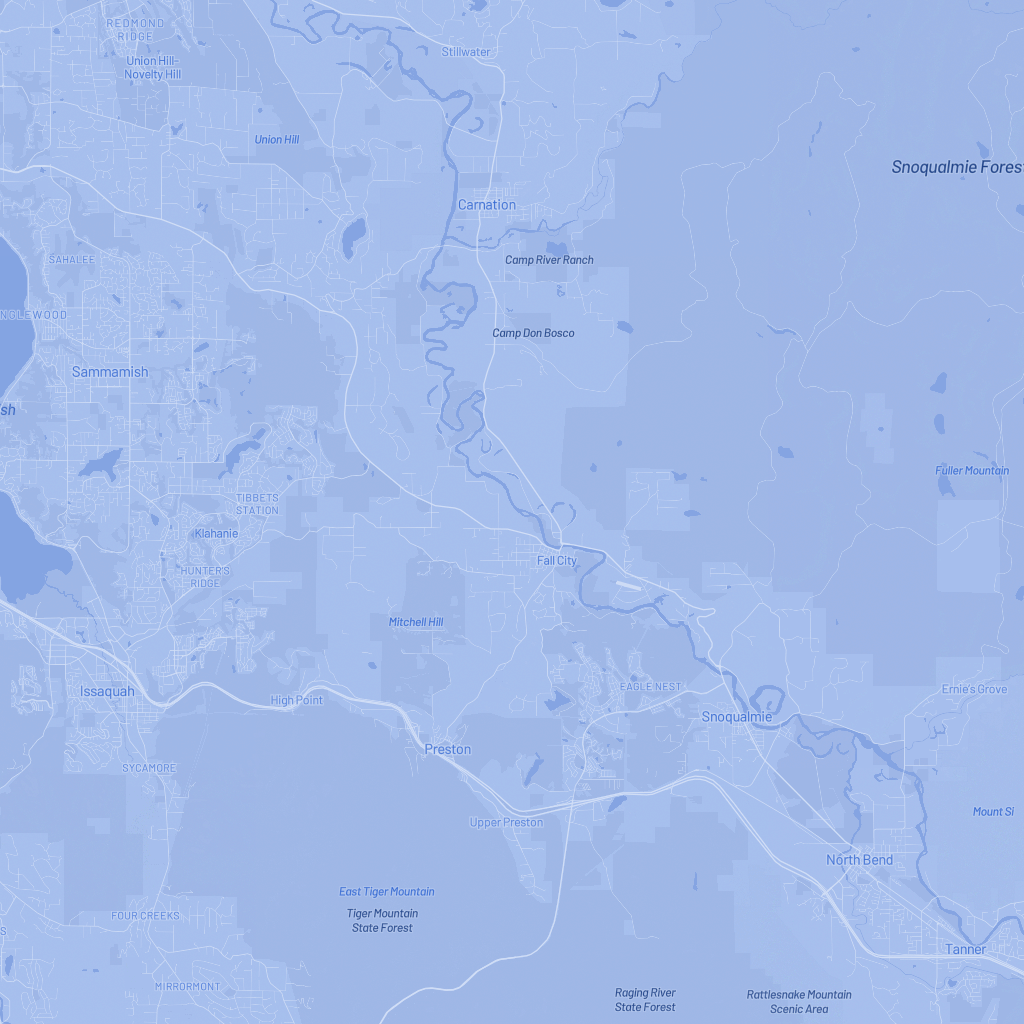 REDMOND
RIDGE
Stillwater
Union Hill-
Novelty Hill
Union Hill
Snoqualmie Forest
Carnation
SAHALEE
Camp River Ranch
NGLEWOOD
Camp Don Bosco
Sammamish
sh
Fuller Mountain
TIBBETS
STATION
Klahanie
Fall City
HUNTER'S
RIDGE
Mitchell Hill
EAGLE NEST
Issaquah
Ernie's Grove
High Point
Snoqualmie
Preston
SYCAMORE
Mount Si
Upper Preston
North Bend
East Tiger Mountain
Tiger Mountain
State Forest
FOUR CREEKS
S
Tanner
MIRRORMONT
Raging River
State Forest
Rattlesnake Mountain
Scenic Area